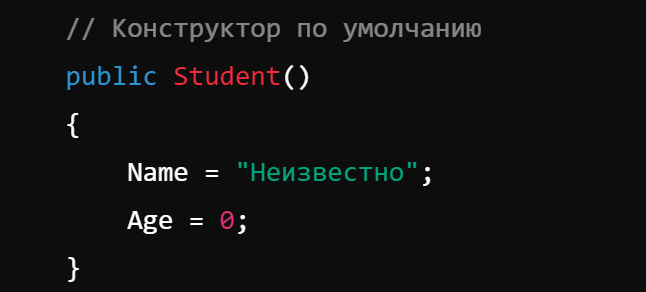 // Конструктор по умолчанию
public Student()
{
Name = "Неизвестно";
Age = 0;
}